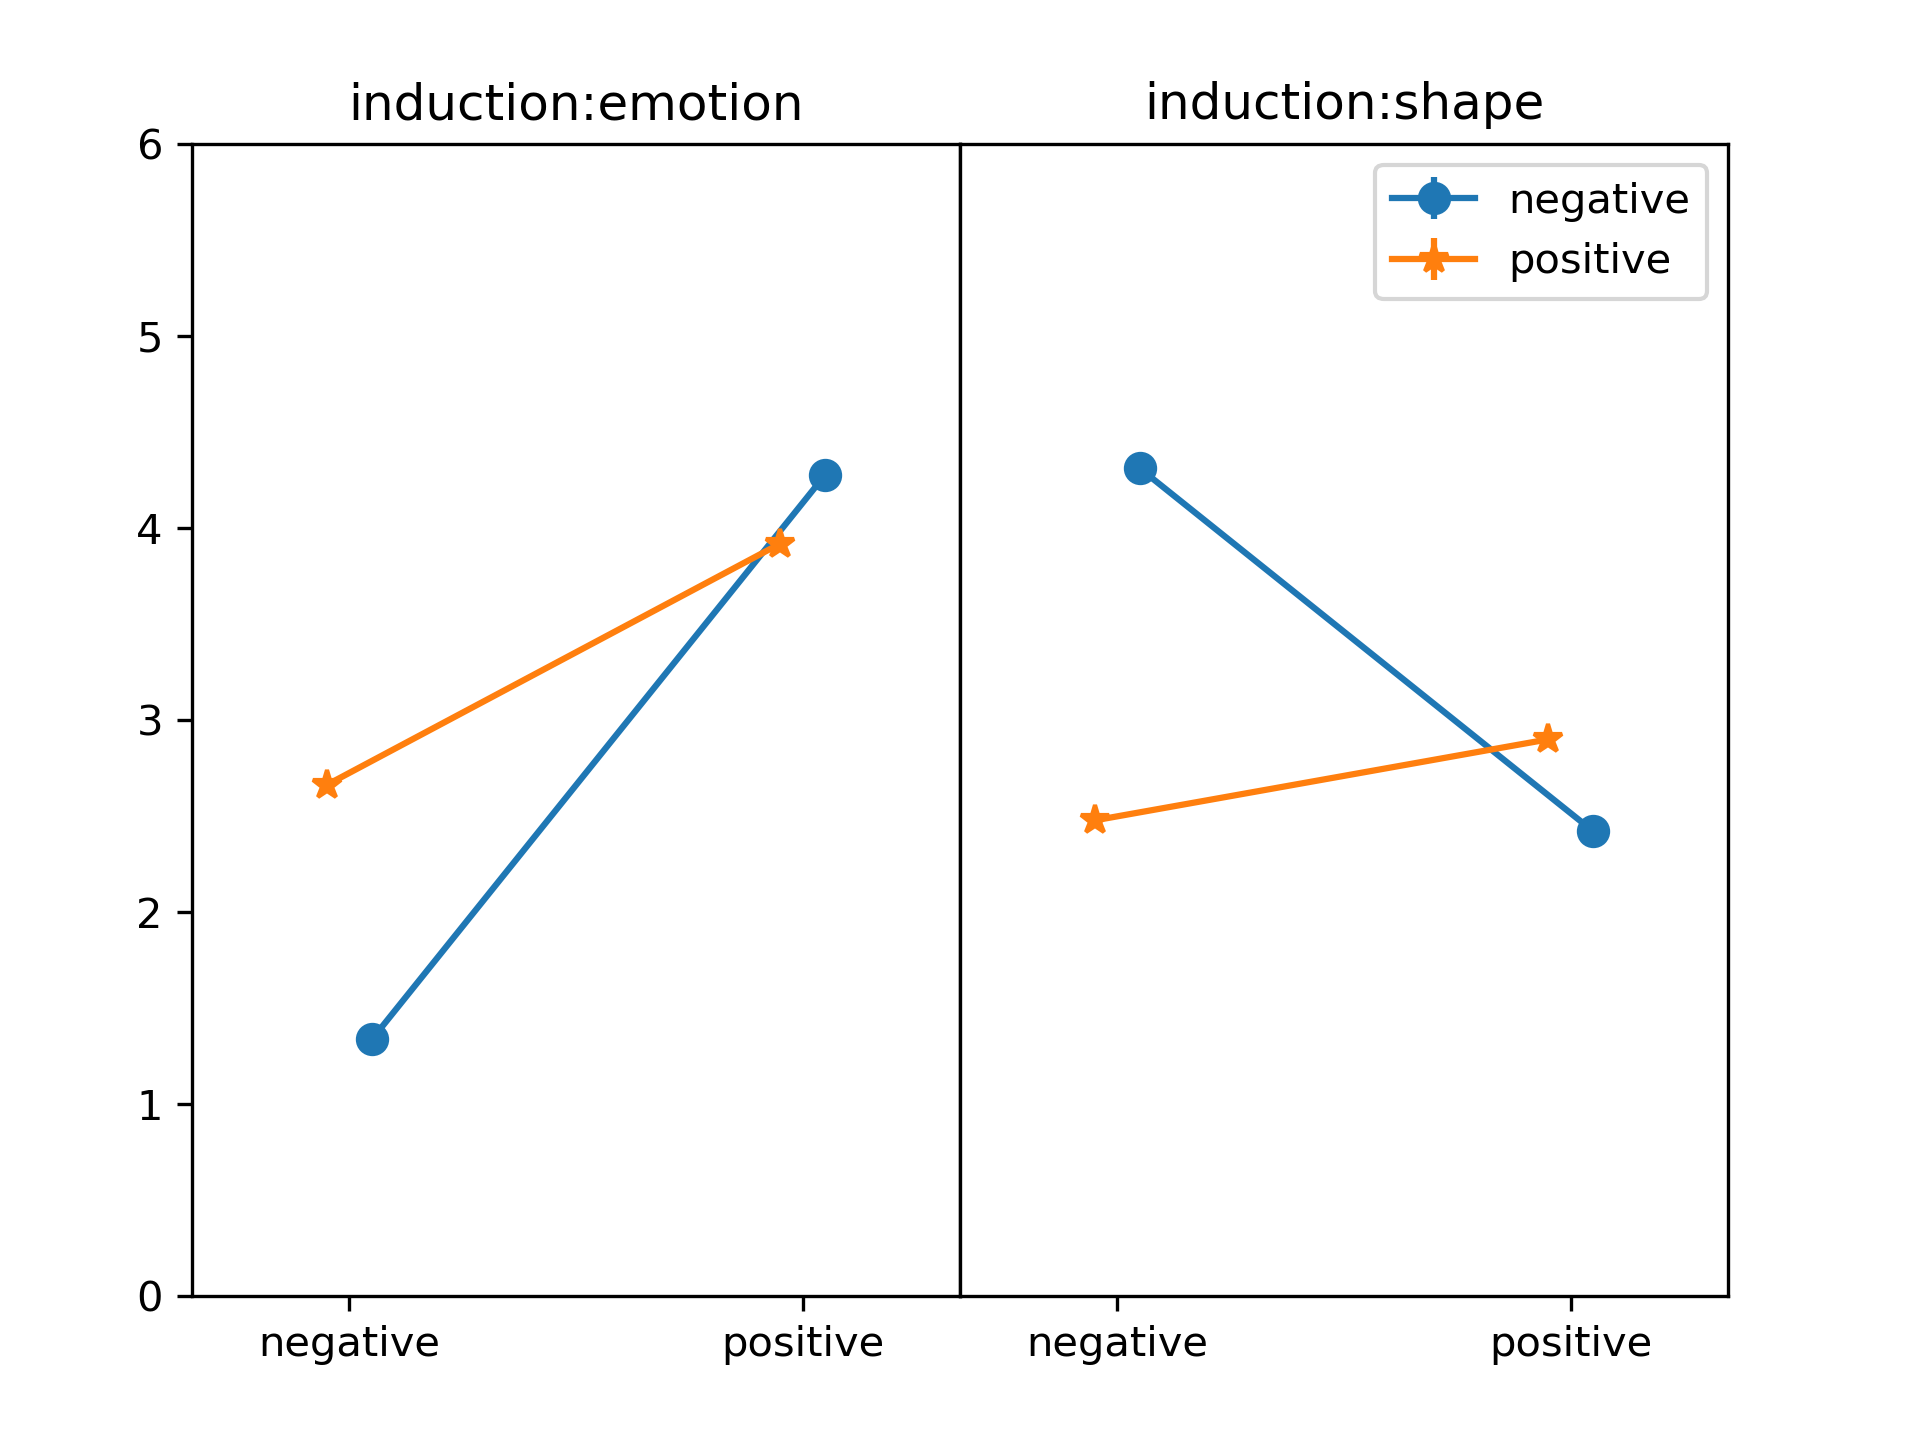 induction:emotion
induction:shape
6
5
4
3
2
1
0
negative
positive
negative
positive
negative
positive